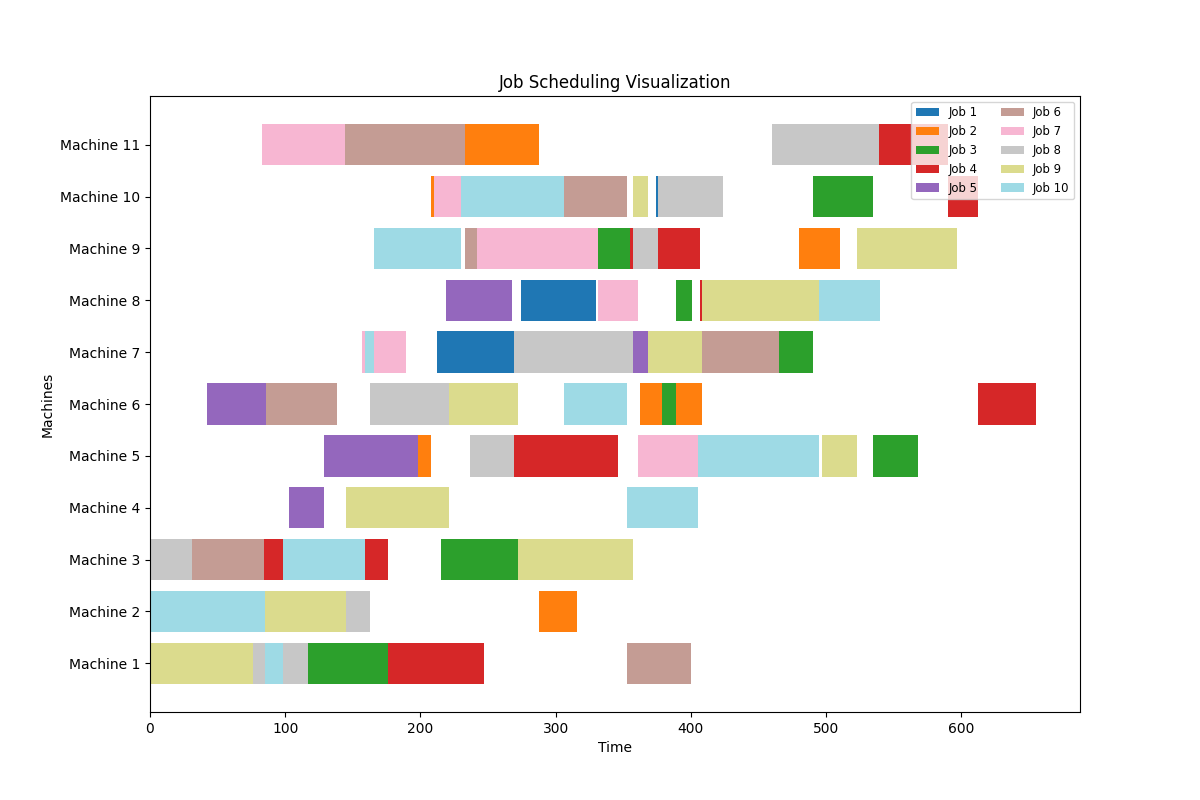 Job Scheduling Visualization
Job 1
Job 2
Job 3
Job 4
Job 5
Job 6
Job 7
Job 8
Job 9
Job 10
Machine 11
Machine 10
Machine 9
Machine 8
Machine 7
Machine 6
Machine 5
Machine 4
Machine 3
Machine 2
Machine 1
Machines
0 100 200 300 400 500 600
Time